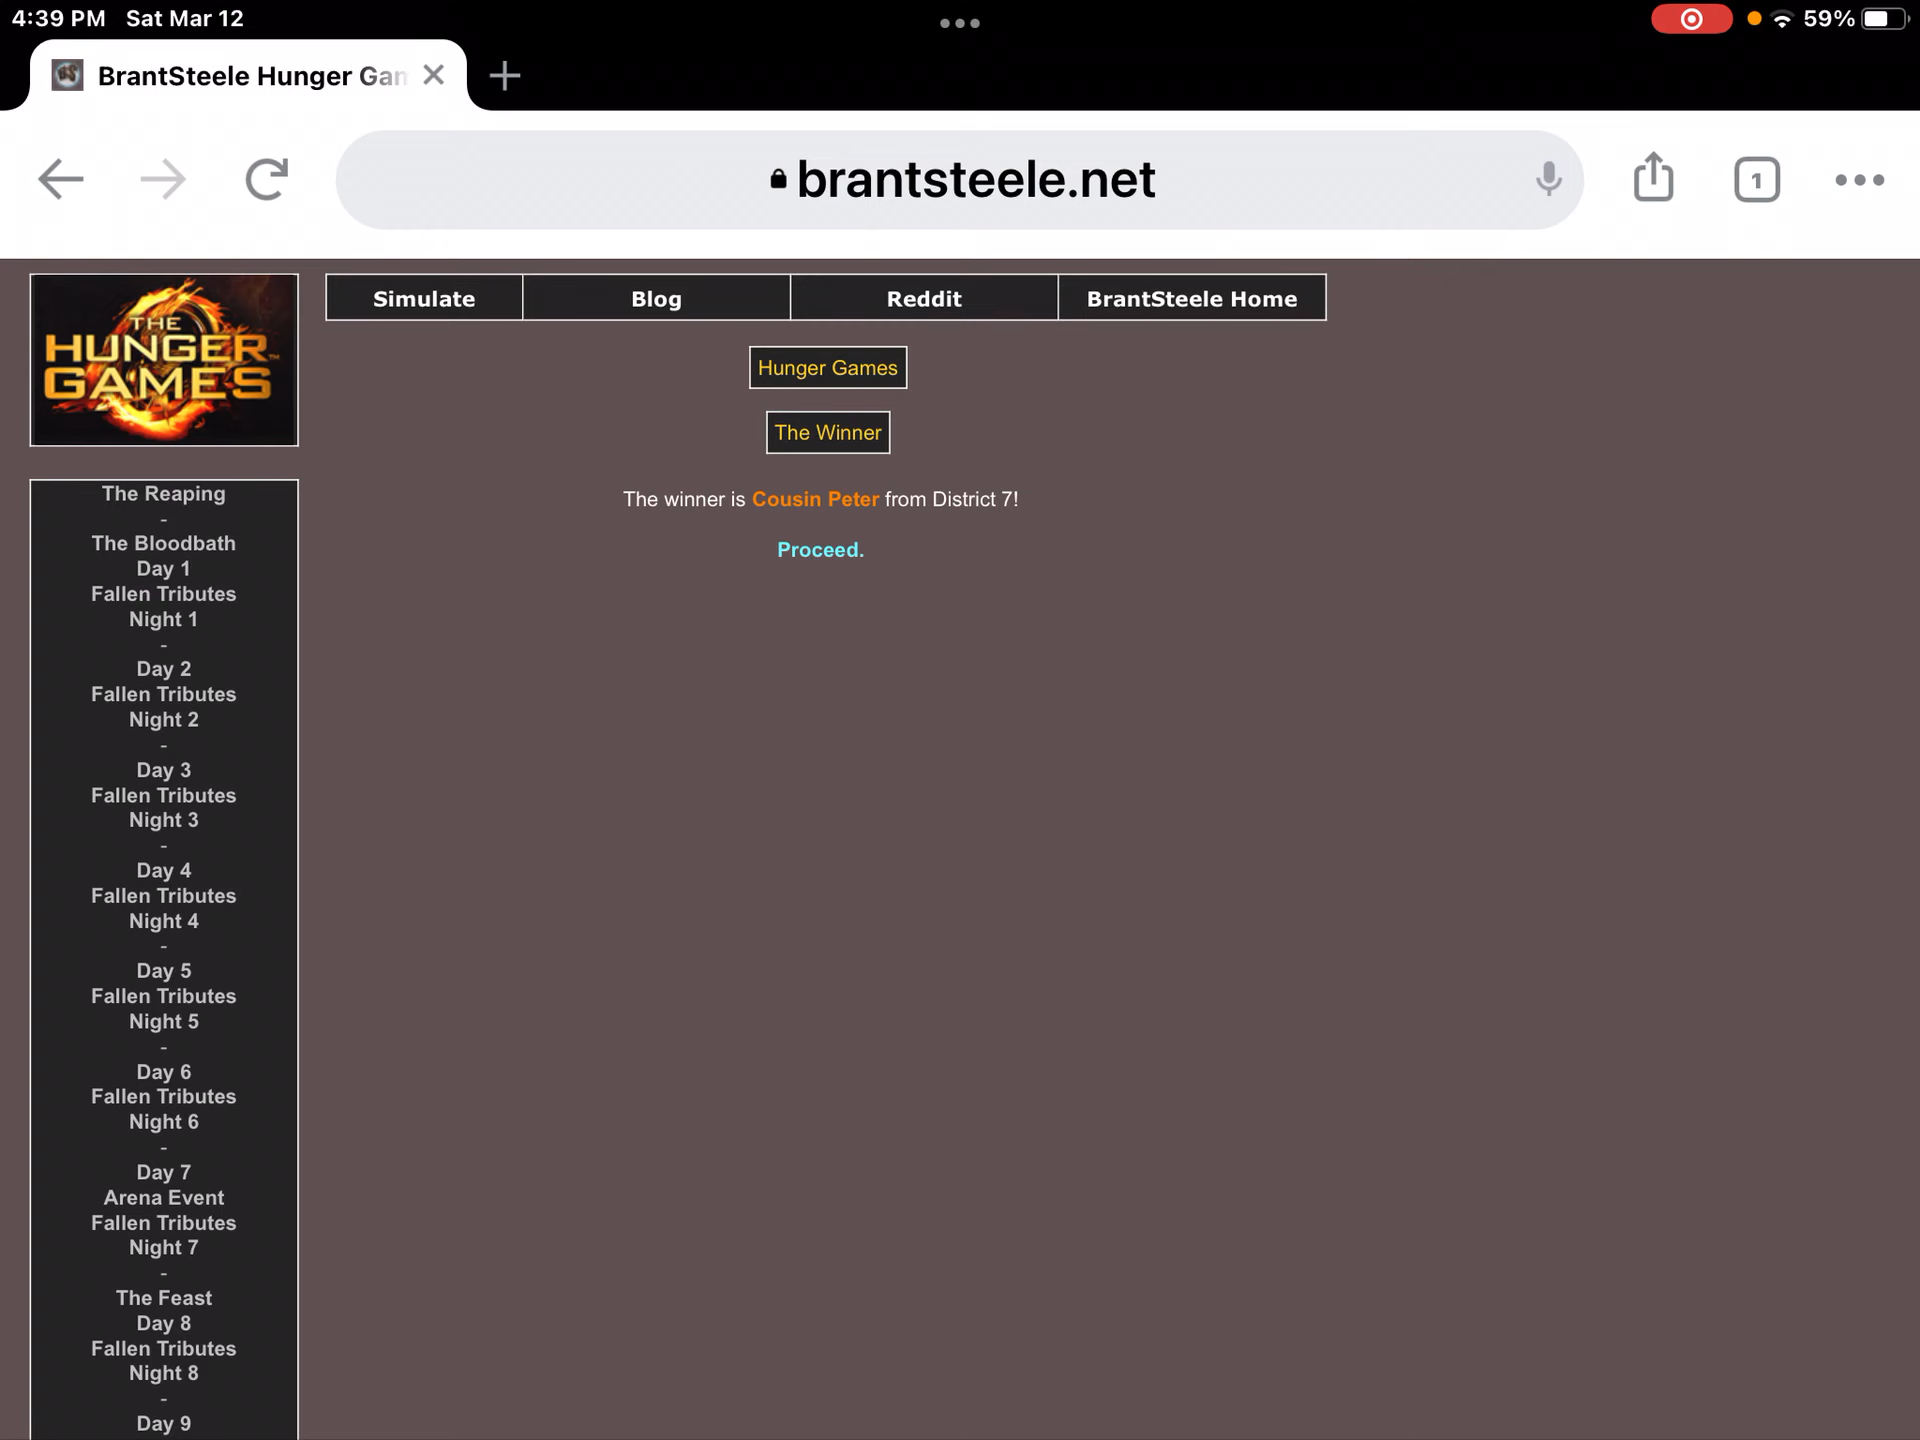 4:39 PM Sat Mar 12
59%
BrantSteele Hunger Gam
brantsteele.net
1
THE
HUNGER
GAMES
Simulate
Blog
Reddit
BrantSteele Home
Hunger Games
The Winner
The winner is Cousin Peter from District 7!
Proceed.
The Reaping
-
The Bloodbath
Day 1
Fallen Tributes
Night 1
-
Day 2
Fallen Tributes
Night 2
-
Day 3
Fallen Tributes
Night 3
-
Day 4
Fallen Tributes
Night 4
-
Day 5
Fallen Tributes
Night 5
-
Day 6
Fallen Tributes
Night 6
-
Day 7
Arena Event
Fallen Tributes
Night 7
-
The Feast
Day 8
Fallen Tributes
Night 8
-
Day 9